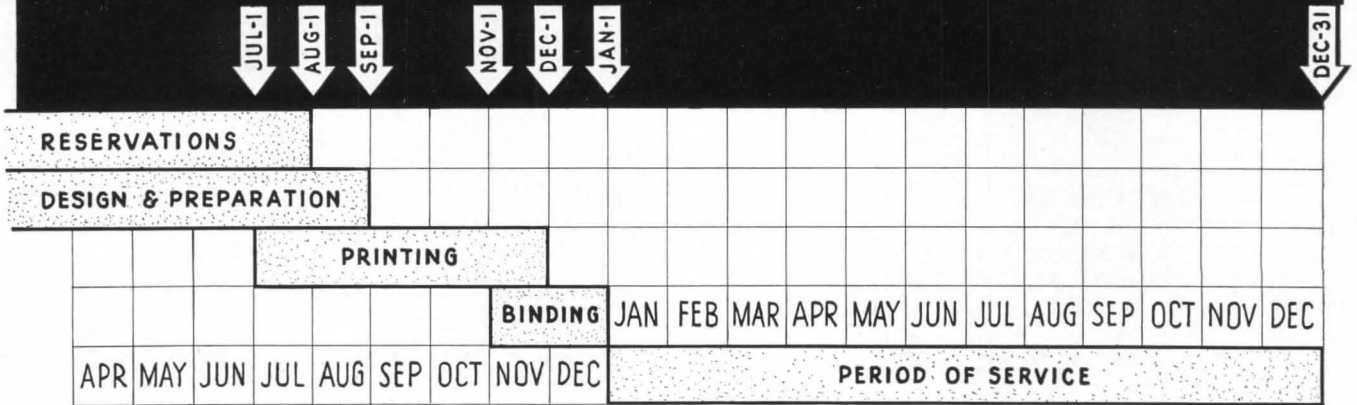 JUL-1 AUG-1 SEP-1 NOV-1 DEC-1 JAN-1 DEC-31
RESERVATIONS
DESIGN & PREPARATION
PRINTING
BINDING JAN FEB MAR APR MAY JUN JUL AUG SEP OCT NOV DEC
APR MAY JUN JUL AUG SEP OCT NOV DEC PERIOD OF SERVICE